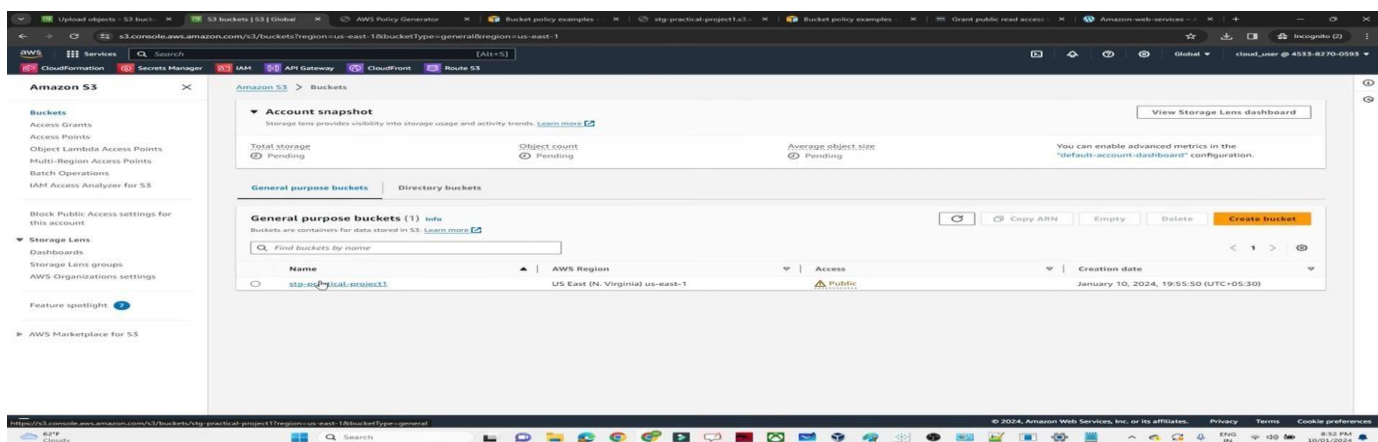 Upload objects - S3 buck
S3 buckets | S3 | Global
AWS Policy Generator
Bucket policy examples -
stg-practical-project1.s3.
Bucket policy examples -
Grant public read access
Amazon-web-services -
s3.console.aws.amazon.com/s3/buckets?region=us-east-1&bucketType=general&region=us-east-1
Incognito (2)
aws
Services
Search
[Alt+S]
Global
cloud_user @ 4533-8270-0593
CloudFormation
Secrets Manager
IAM
API Gateway
CloudFront
Route 53
Amazon S3
Buckets
Access Grants
Access Points
Object Lambda Access Points
Multi-Region Access Points
Batch Operations
IAM Access Analyzer for S3
Block Public Access settings for
this account
Storage Lens
Dashboards
Storage Lens groups
AWS Organizations settings
Feature spotlight 7
AWS Marketplace for S3
Amazon S3 > Buckets
Account snapshot
Storage lens provides visibility into storage usage and activity trends. Learn more
View Storage Lens dashboard
Total storage
Pending
Object count
Pending
Average object size
Pending
You can enable advanced metrics in the
"default-account-dashboard" configuration.
General purpose buckets
Directory buckets
General purpose buckets (1) Info
Buckets are containers for data stored in S3. Learn more
Copy ARN
Empty
Delete
Create bucket
Find buckets by name
< 1 >
Name
AWS Region
Access
Creation date
stg-practical-project1
US East (N. Virginia) us-east-1
Public
January 10, 2024, 19:55:50 (UTC+05:30)
https://s3.console.aws.amazon.com/s3/buckets/stg-practical-project1?region=us-east-1&bucketType=general
© 2024, Amazon Web Services, Inc. or its affiliates.
Privacy
Terms
Cookie preferences
62°F
Cloudy
Search
ENG
IN
8:52 PM
10/01/2024